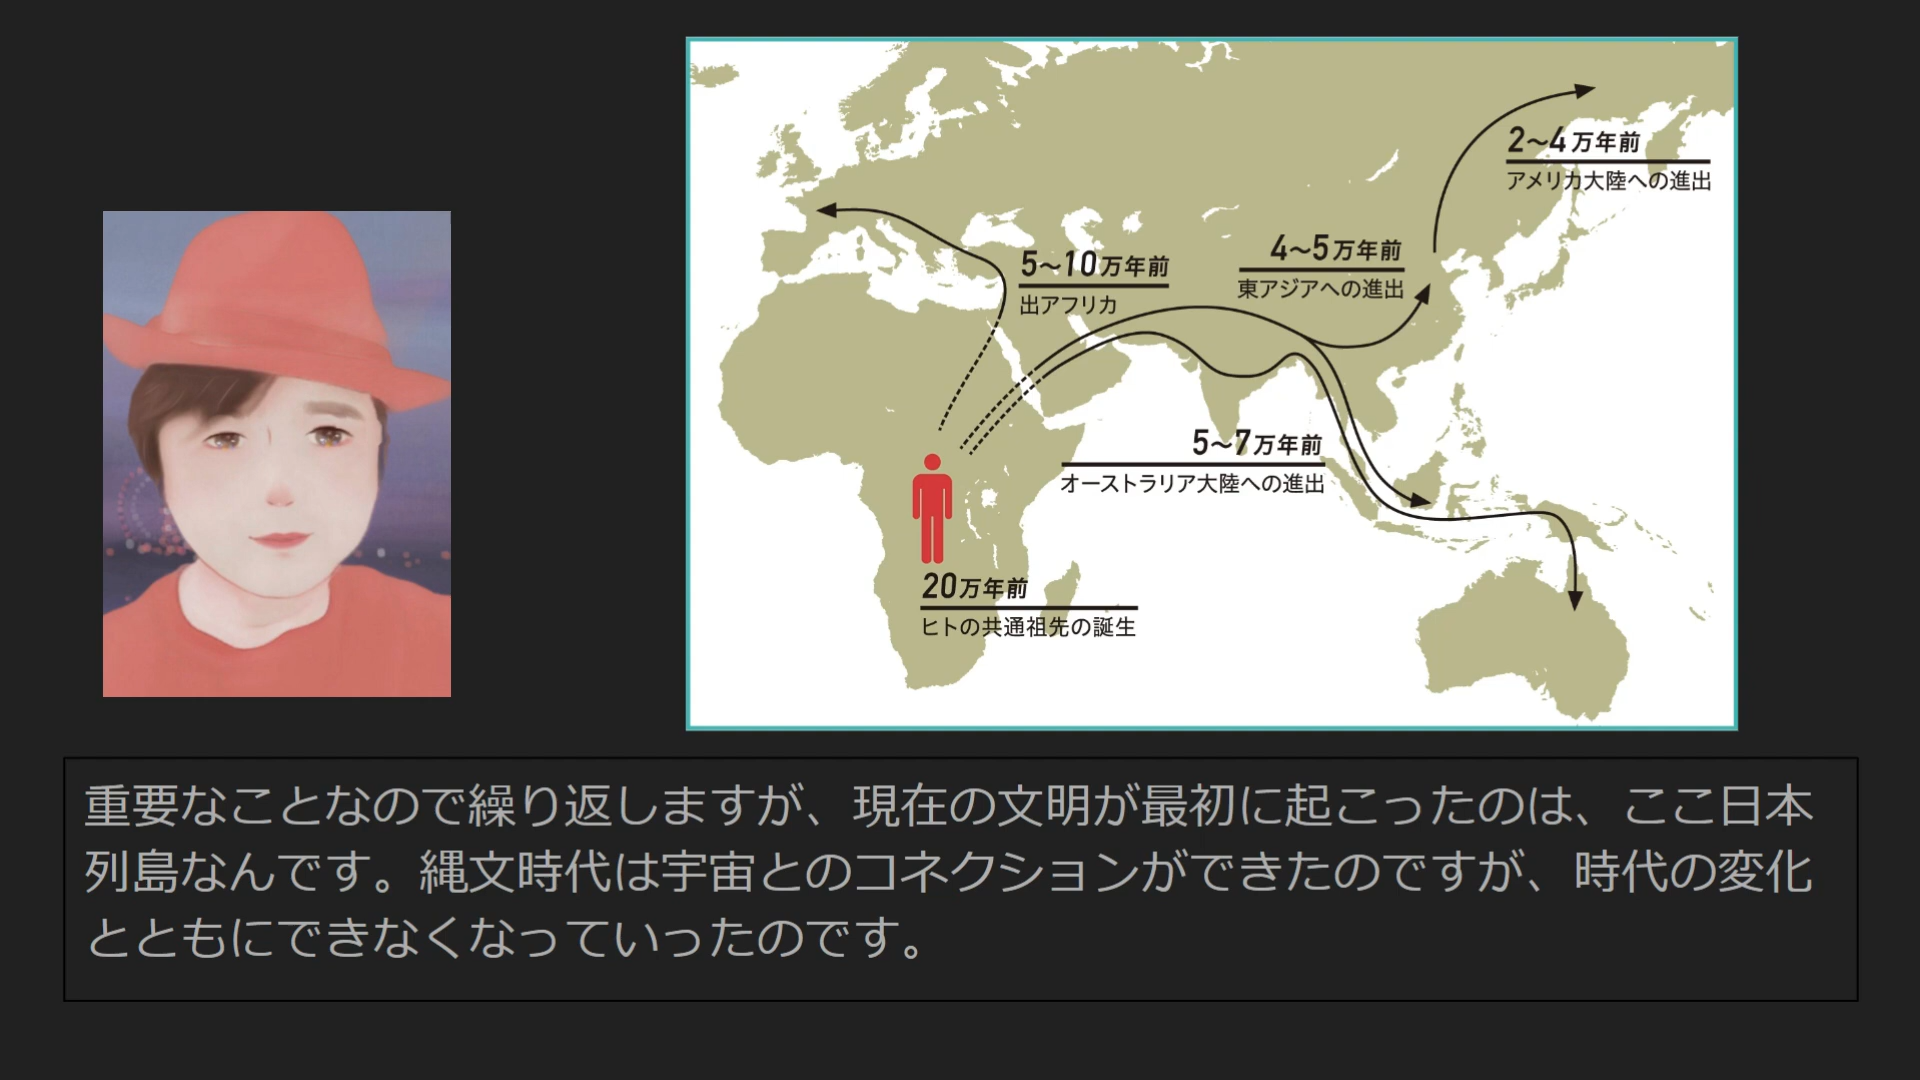 2〜4万年前
アメリカ大陸への進出
4〜5万年前
東アジアへの進出
5〜10万年前
出アフリカ
5〜7万年前
オーストラリア大陸への進出
20万年前
ヒトの共通祖先の誕生
重要なことなので繰り返しますが、現在の文明が最初に起こったのは、ここ日本
列島なんです。縄文時代は宇宙とのコネクションができたのですが、時代の変化
とともにできなくなっていったのです。